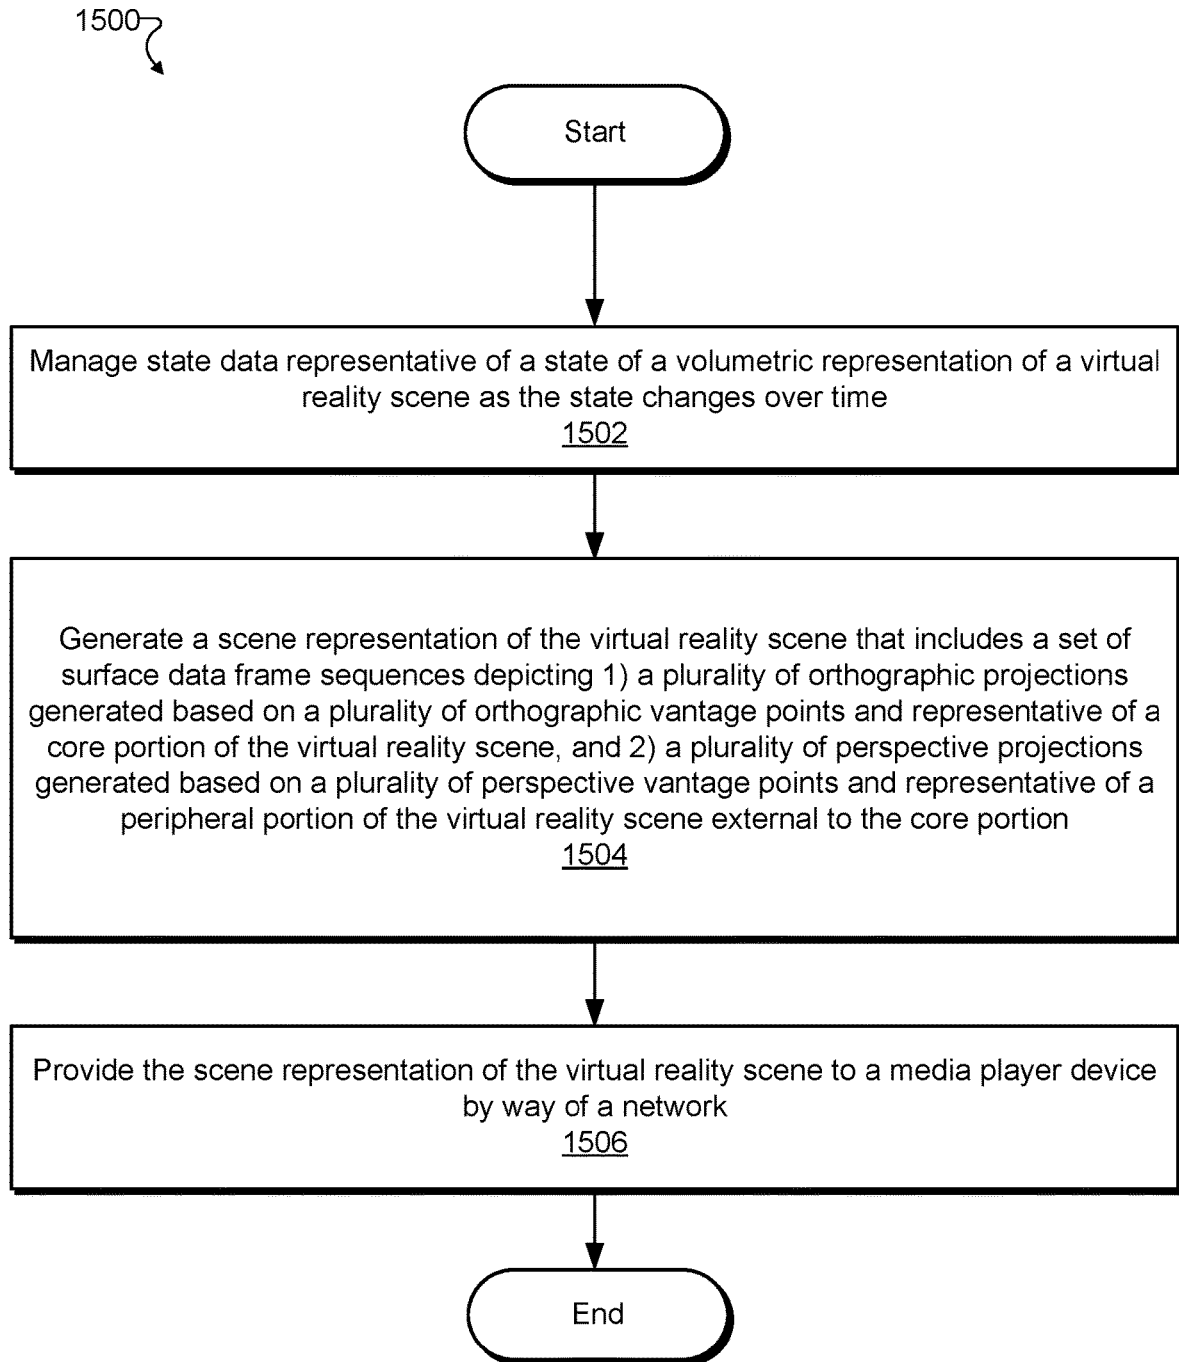 1500
Start
Manage state data representative of a state of a volumetric representation of a virtual
reality scene as the state changes over time
1502
Generate a scene representation of the virtual reality scene that includes a set of
surface data frame sequences depicting 1) a plurality of orthographic projections
generated based on a plurality of orthographic vantage points and representative of a
core portion of the virtual reality scene, and 2) a plurality of perspective projections
generated based on a plurality of perspective vantage points and representative of a
peripheral portion of the virtual reality scene external to the core portion
1504
Provide the scene representation of the virtual reality scene to a media player device
by way of a network
1506
End